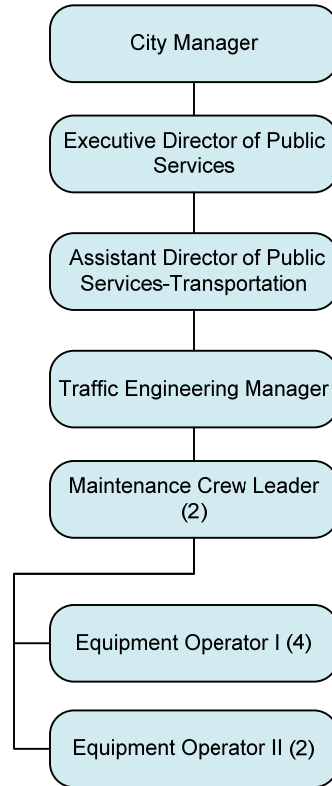 City Manager
Executive Director of Public
Services
Assistant Director of Public
Services-Transportation
Traffic Engineering Manager
Maintenance Crew Leader
(2)
Equipment Operator I (4)
Equipment Operator II (2)